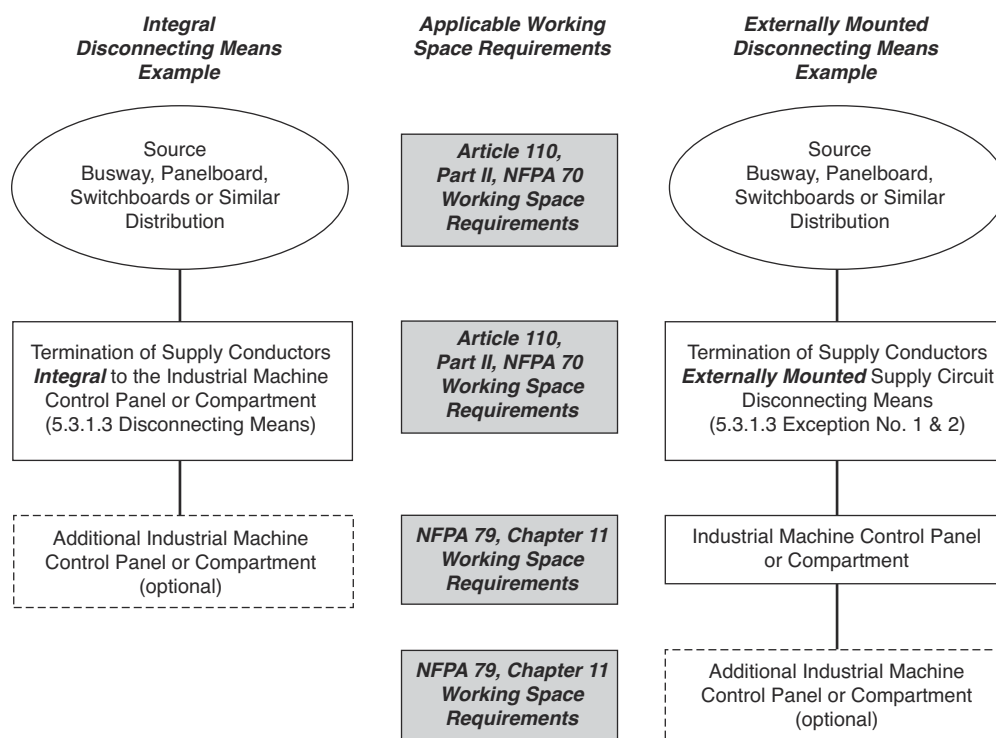 Integral
Disconnecting Means
Example
Applicable Working
Space Requirements
Externally Mounted
Disconnecting Means
Example
Source
Busway, Panelboard,
Switchboards or Similar
Distribution
Article 110,
Part II, NFPA 70
Working Space
Requirements
Source
Busway, Panelboard,
Switchboards or Similar
Distribution
Termination of Supply Conductors
Integral to the Industrial Machine
Control Panel or Compartment
(5.3.1.3 Disconnecting Means)
Article 110,
Part II, NFPA 70
Working Space
Requirements
Termination of Supply Conductors
Externally Mounted Supply Circuit
Disconnecting Means
(5.3.1.3 Exception No. 1 & 2)
Additional Industrial Machine
Control Panel or Compartment
(optional)
NFPA 79, Chapter 11
Working Space
Requirements
Industrial Machine Control Panel
or Compartment
NFPA 79, Chapter 11
Working Space
Requirements
Additional Industrial Machine
Control Panel or Compartment
(optional)